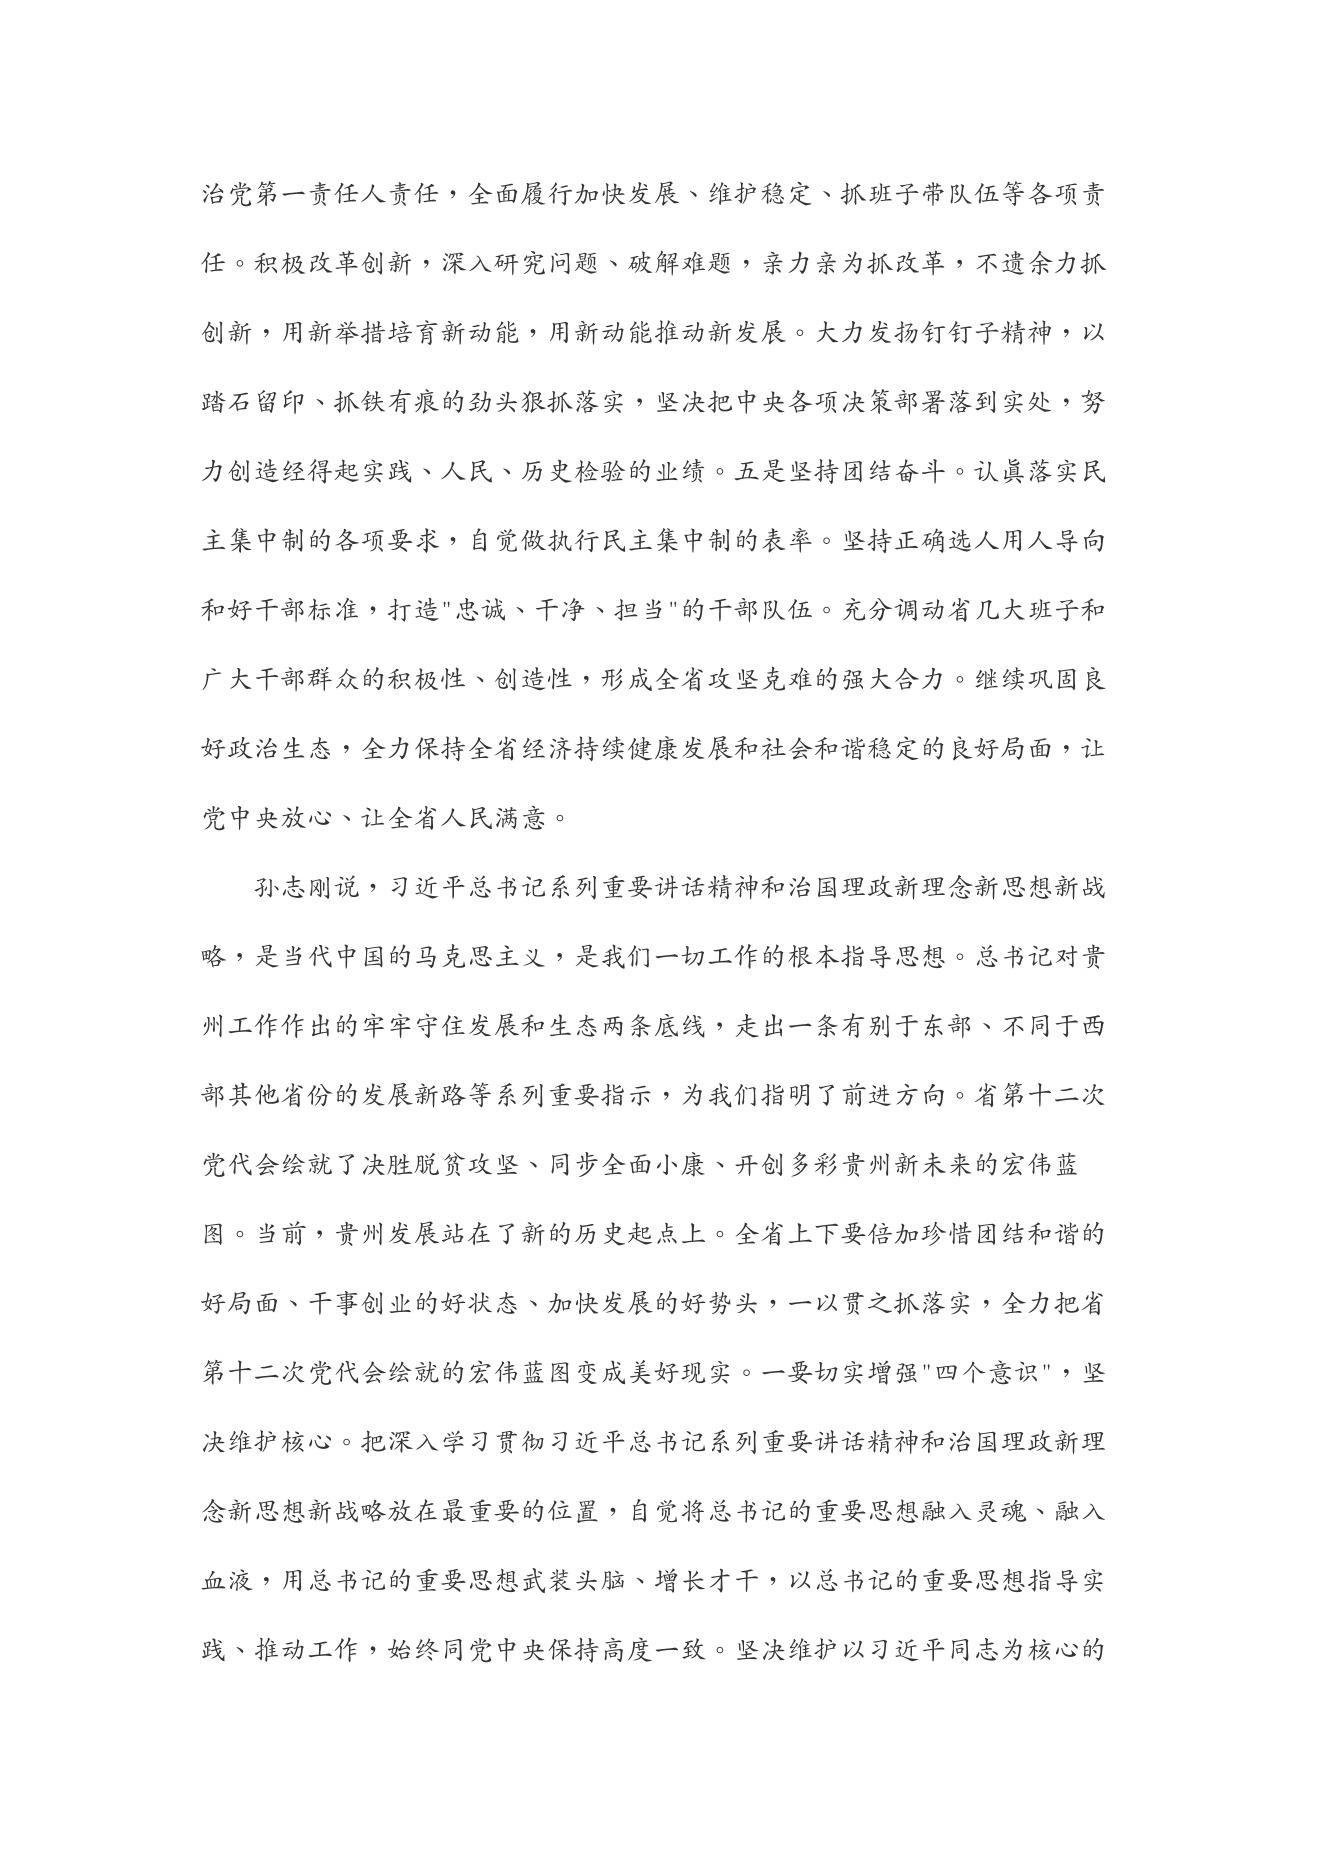 治党第一责任人责任，全面履行加快发展、维护稳定、抓班子带队伍等各项责
任。积极改革创新，深入研究问题、破解难题，亲力亲为抓改革，不遗余力抓
创新，用新举措培育新动能，用新动能推动新发展。大力发扬钉钉子精神，以
踏石留印、抓铁有痕的劲头狠抓落实，坚决把中央各项决策部署落到实处，努
力创造经得起实践、人民、历史检验的业绩。五是坚持团结奋斗。认真落实民
主集中制的各项要求，自觉做执行民主集中制的表率。坚持正确选人用人导向
和好干部标准，打造"忠诚、干净、担当"的干部队伍。充分调动省几大班子和
广大干部群众的积极性、创造性，形成全省攻坚克难的强大合力。继续巩固良
好政治生态，全力保持全省经济持续健康发展和社会和谐稳定的良好局面，让
党中央放心、让全省人民满意。
孙志刚说，习近平总书记系列重要讲话精神和治国理政新理念新思想新战
略，是当代中国的马克思主义，是我们一切工作的根本指导思想。总书记对贵
州工作作出的牢牢守住发展和生态两条底线，走出一条有别于东部、不同于西
部其他省份的发展新路等系列重要指示，为我们指明了前进方向。省第十二次
党代会绘就了决胜脱贫攻坚、同步全面小康、开创多彩贵州新未来的宏伟蓝
图。当前，贵州发展站在了新的历史起点上。全省上下要倍加珍惜团结和谐的
好局面、干事创业的好状态、加快发展的好势头，一以贯之抓落实，全力把省
第十二次党代会绘就的宏伟蓝图变成美好现实。一要切实增强"四个意识"，坚
决维护核心。把深入学习贯彻习近平总书记系列重要讲话精神和治国理政新理
念新思想新战略放在最重要的位置，自觉将总书记的重要思想融入灵魂、融入
血液，用总书记的重要思想武装头脑、增长才干，以总书记的重要思想指导实
践、推动工作，始终同党中央保持高度一致。坚决维护以习近平同志为核心的